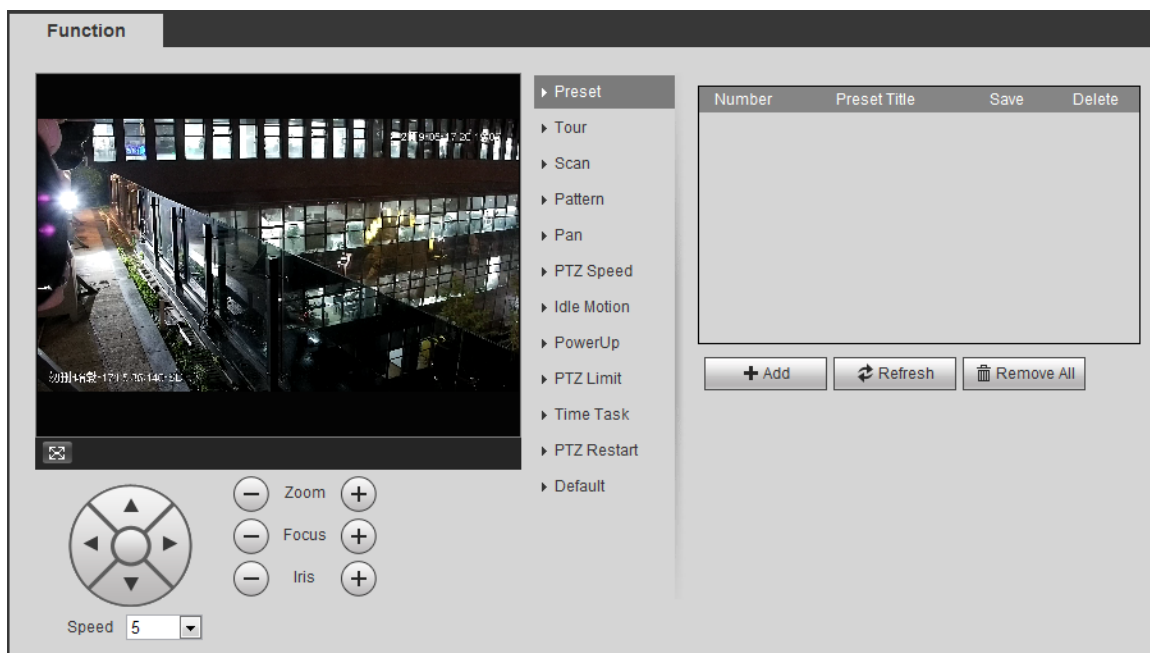 Function
Preset
Tour
Scan
Pattern
Pan
PTZ Speed
Idle Motion
PowerUp
PTZ Limit
Time Task
PTZ Restart
Default
Number Preset Title Save Delete
Add Refresh Remove All
Zoom
Focus
Iris
Speed 5